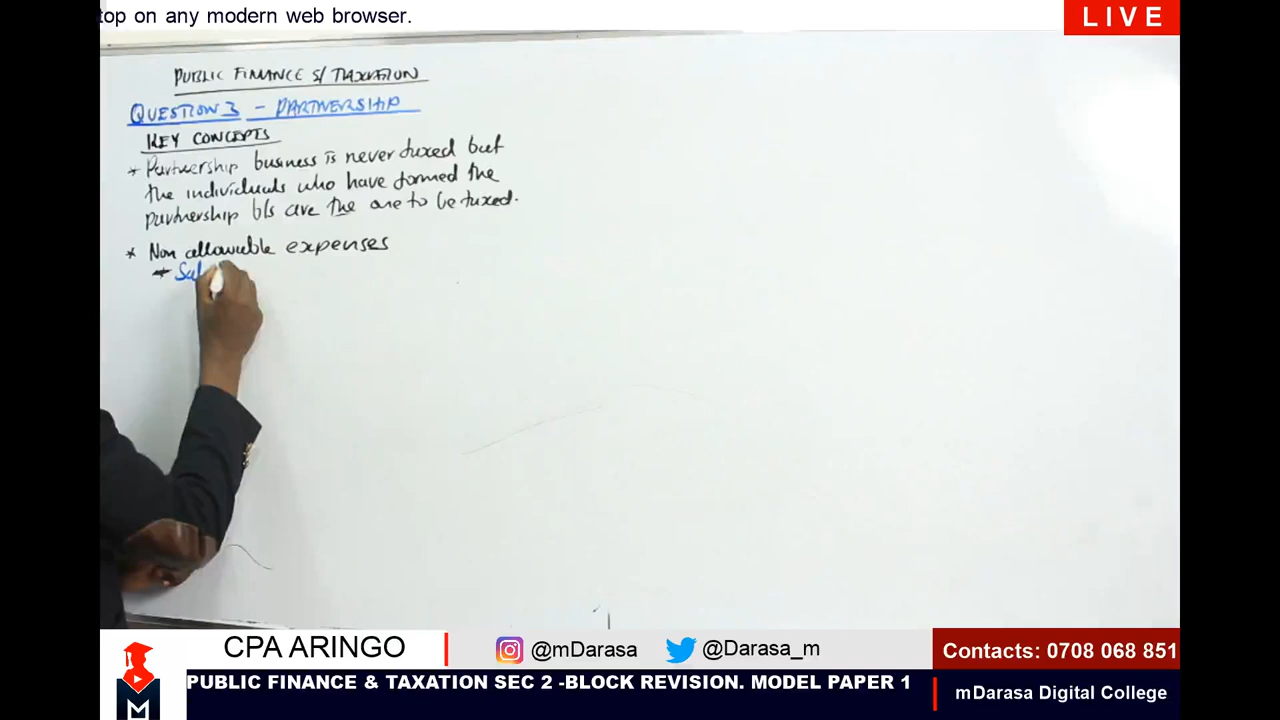 top on any modern web browser.
LIVE
PUBLIC FINANCE S/ TAXATION
QUESTION 3 - PARTNERSHIP
KEY CONCEPTS
* Partnership business is never taxed but
the individuals who have formed the
partnership b/s are the one to be taxed.
* Non allowable expenses
Sal
CPA ARINGO
@mDarasa
@Darasa_m
Contacts: 0708 068 851
PUBLIC FINANCE & TAXATION SEC 2 -BLOCK REVISION. MODEL PAPER 1
mDarasa Digital College
M